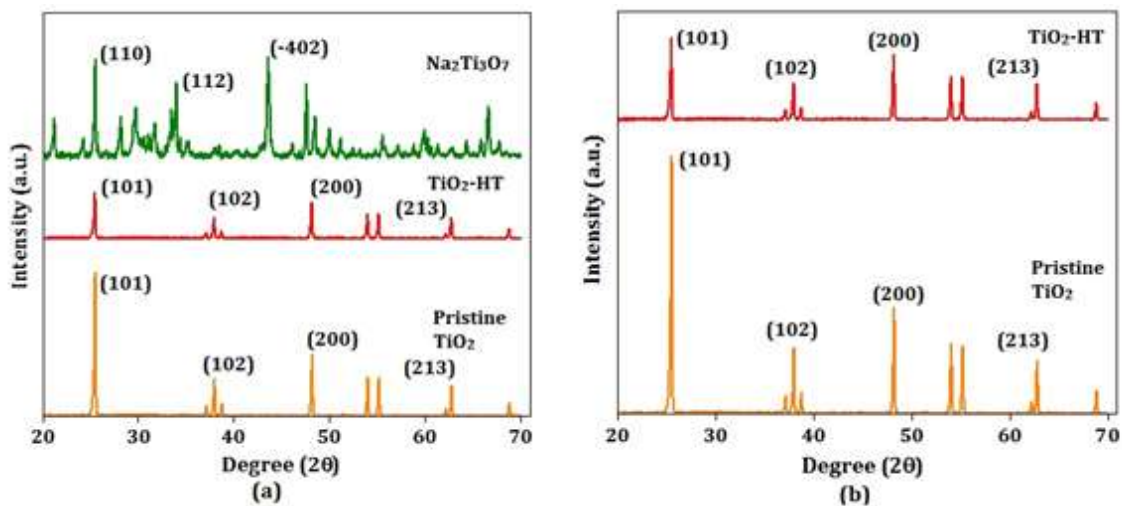 (110)
(-402)
Na₂Ti₃O₇
(112)
(101)
(102)
(200)
TiO₂-HT
(213)
(101)
(102)
(200)
Pristine
TiO₂
(213)
Intensity (a.u.)
20 30 40 50 60 70
Degree (2θ)
(a)
(101)
(102)
(200)
TiO₂-HT
(213)
(101)
(102)
(200)
Pristine
TiO₂
(213)
Intensity (a.u.)
20 30 40 50 60 70
Degree (2θ)
(b)